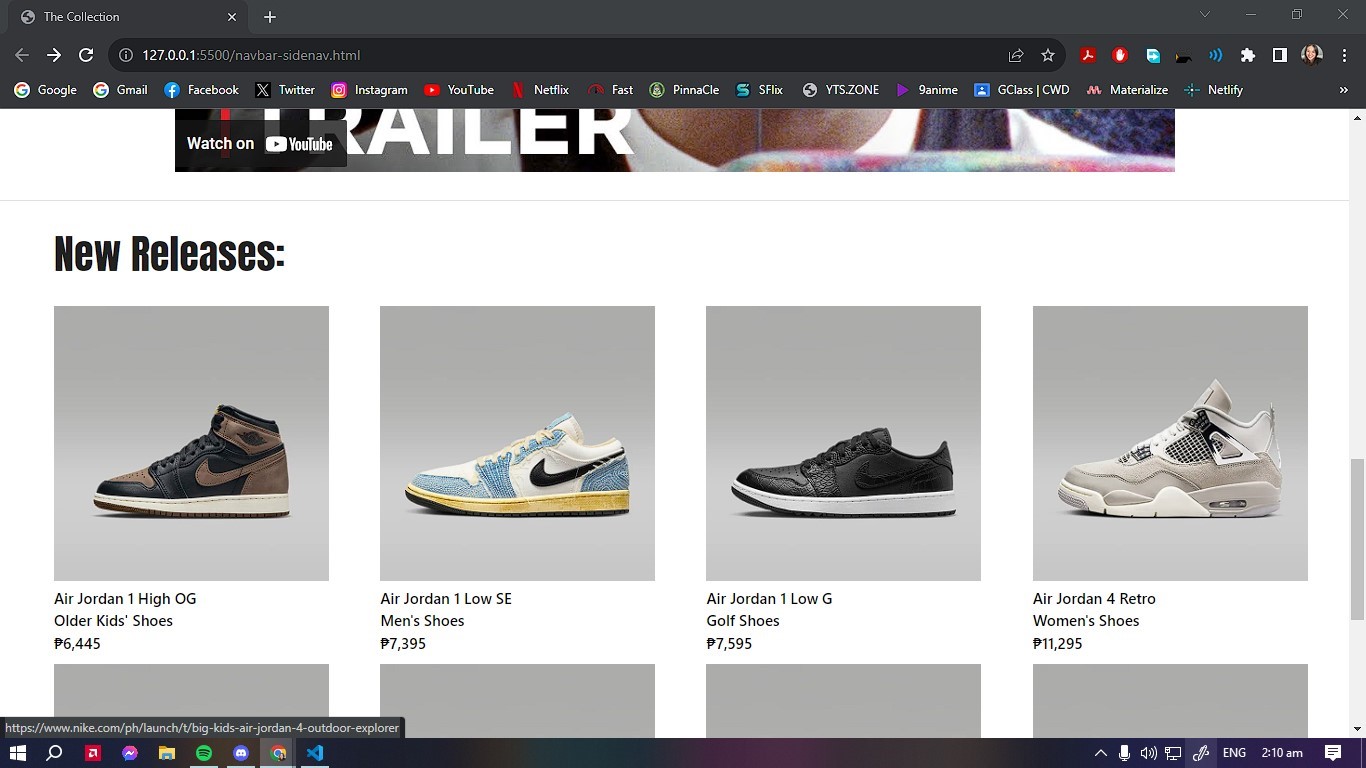 The Collection
127.0.0.1:5500/navbar-sidenav.html
Google Gmail Facebook Twitter Instagram YouTube Netflix Fast PinnaCle SFlix YTS.ZONE 9anime GClass | CWD Materialize Netlify »
TRAILER
Watch on YouTube
New Releases:
Air Jordan 1 High OG
Older Kids' Shoes
₱6,445
Air Jordan 1 Low SE
Men's Shoes
₱7,395
Air Jordan 1 Low G
Golf Shoes
₱7,595
Air Jordan 4 Retro
Women's Shoes
₱11,295
https://www.nike.com/ph/launch/t/big-kids-air-jordan-4-outdoor-explorer
ENG 2:10 am